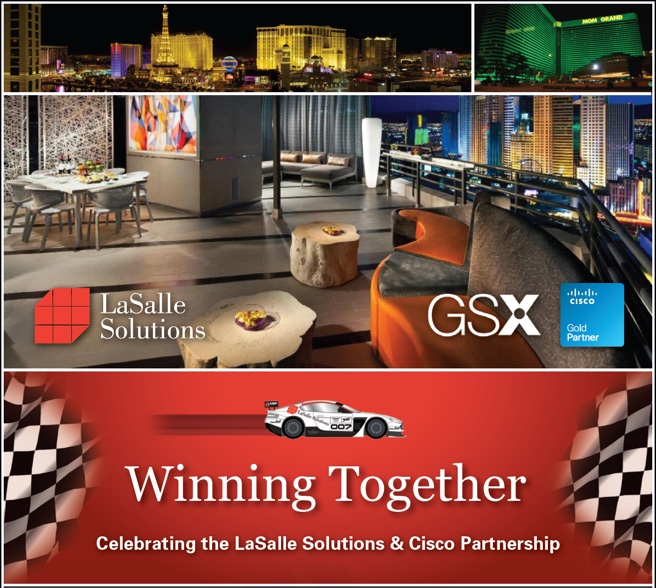 MGM GRAND
LaSalle
Solutions
GSX
CISCO
Gold
Partner
007
Winning Together
Celebrating the LaSalle Solutions & Cisco Partnership